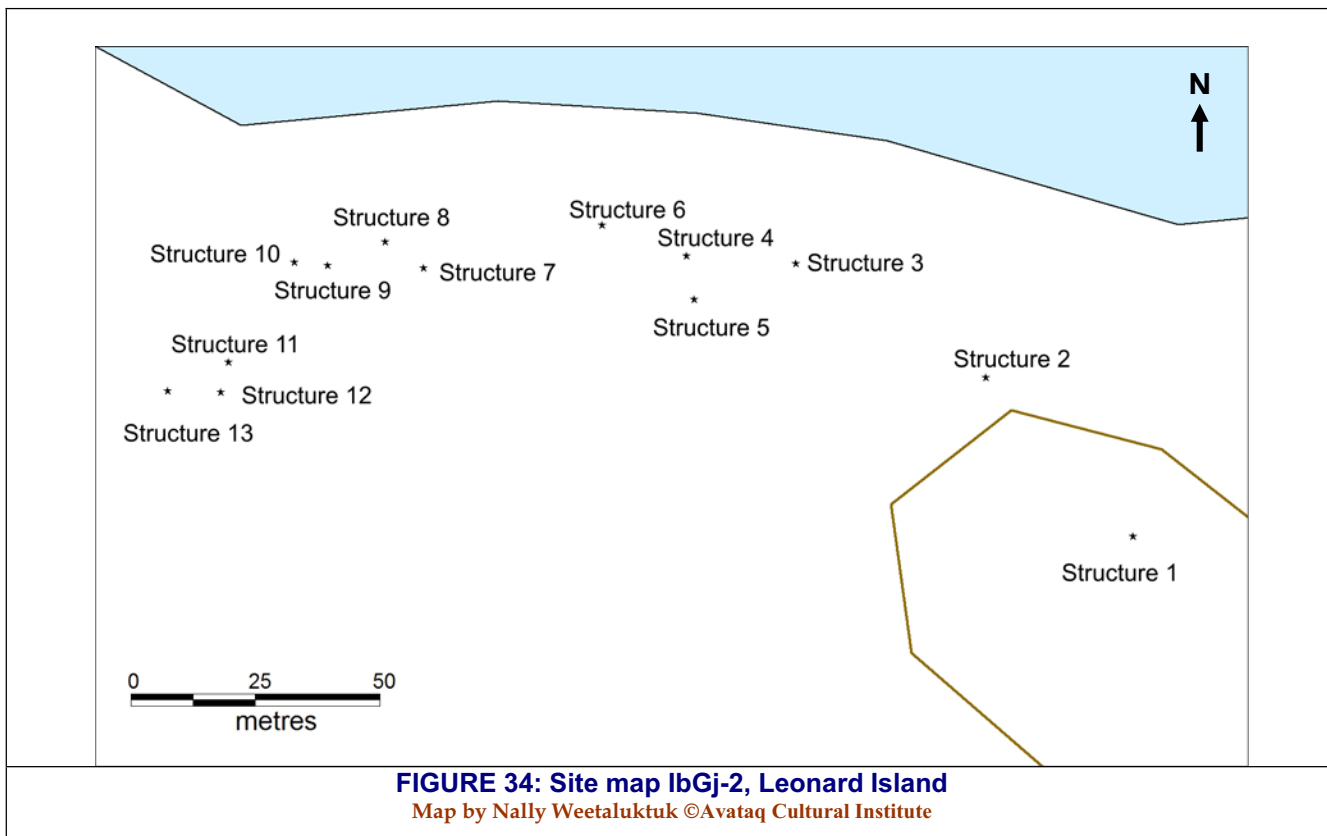 N
Structure 8
Structure 6
Structure 4
Structure 10
Structure 3
Structure 7
Structure 9
Structure 5
Structure 11
Structure 2
Structure 12
Structure 13
Structure 1
0 25 50
metres
FIGURE 34: Site map IbGj-2, Leonard Island
Map by Nally Weetaluktuk ©Avataq Cultural Institute